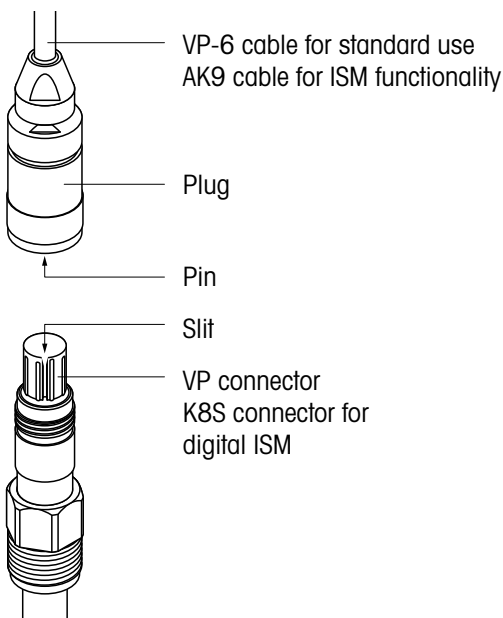 VP-6 cable for standard use
AK9 cable for ISM functionality
Plug
Pin
Slit
VP connector
K8S connector for
digital ISM